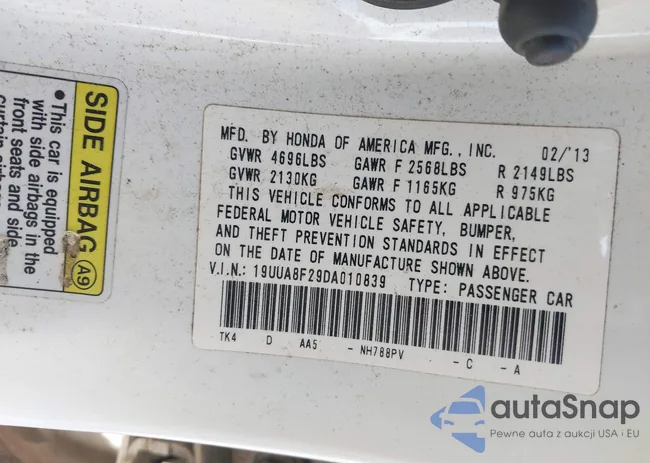 SIDE AIRBAG A9
•This car is equipped
with side airbags in the
front seats and side
MFD. BY HONDA OF AMERICA MFG., INC. 02/'13
GVWR 4696LBS GAWR F 2568LBS R 2149LBS
GVWR 2130KG GAWR F 1165KG R 975KG
THIS VEHICLE CONFORMS TO ALL APPLICABLE
FEDERAL MOTOR VEHICLE SAFETY, BUMPER,
AND THEFT PREVENTION STANDARDS IN EFFECT
ON THE DATE OF MANUFACTURE SHOWN ABOVE.
V.I.N.: 19UUA8F29DA010839 TYPE: PASSENGER CAR
TK4 D AA5 - NH788PV - C - A
autaSnap
Pewne auta z aukcji USA i EU